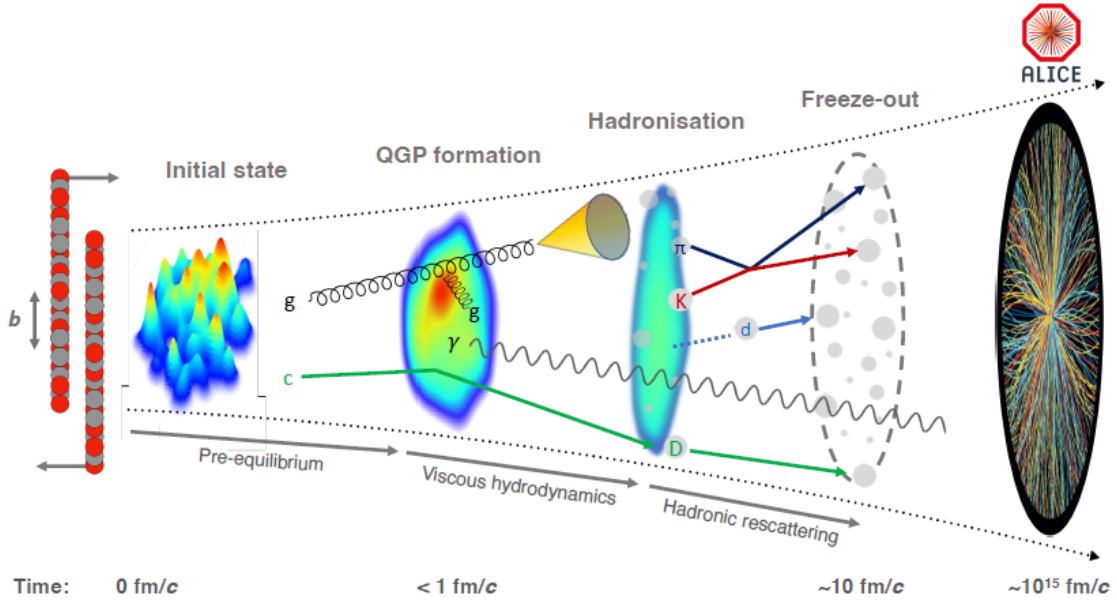 ALICE
Freeze-out
Hadronisation
QGP formation
Initial state
b
g
g
γ
c
π
K
d
D
Pre-equilibrium
Viscous hydrodynamics
Hadronic rescattering
Time: 0 fm/c < 1 fm/c ~10 fm/c ~10¹⁵ fm/c